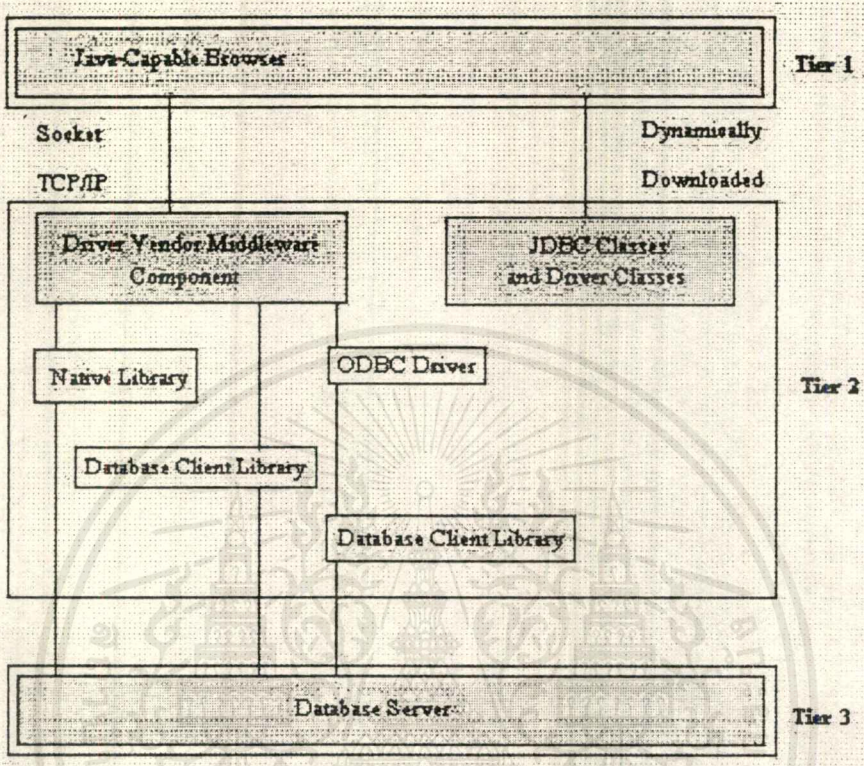 Java-Capable Browser
Tier 1
Socket
TCP/IP
Dynamically
Downloaded
Driver Vendor Middleware
Component
JDBC Classes
and Driver Classes
Native Library
ODBC Driver
Tier 2
Database Client Library
Database Client Library
Database Server
Tier 3